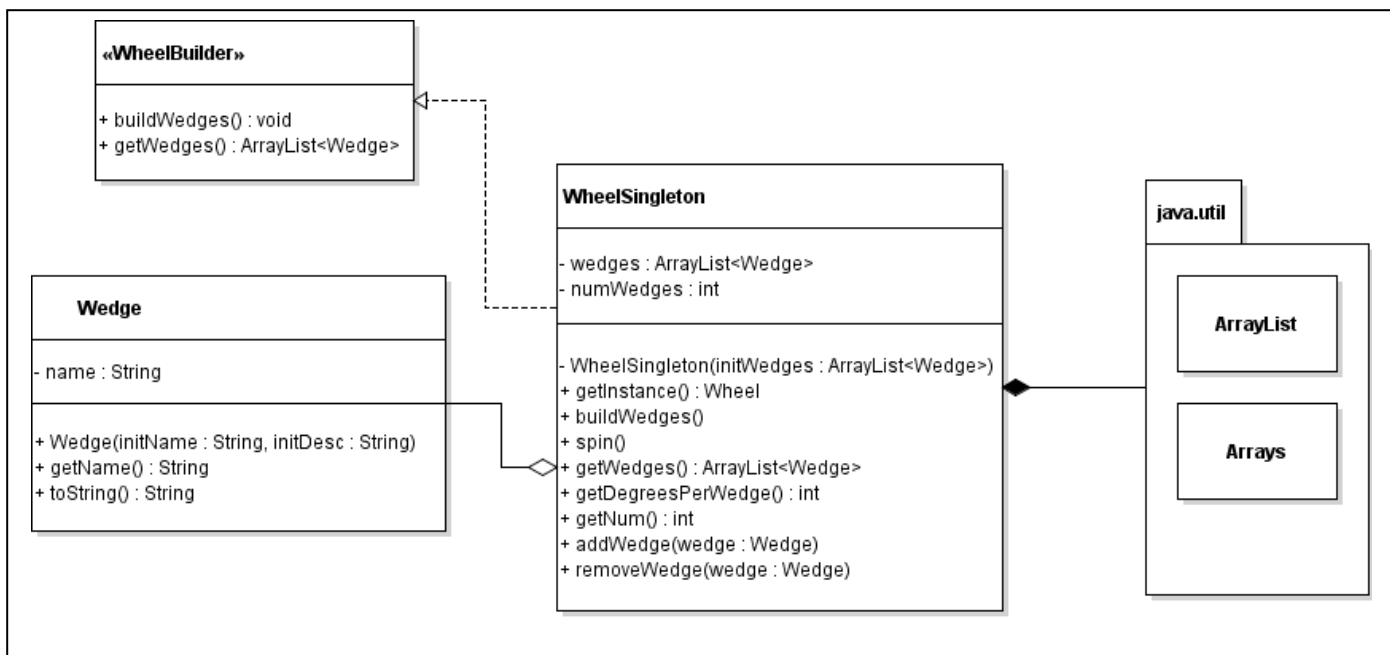 «WheelBuilder»
+ buildWedges() : void
+ getWedges() : ArrayList<Wedge>
Wedge
- name : String
+ Wedge(initName : String, initDesc : String)
+ getName() : String
+ toString() : String
WheelSingleton
- wedges : ArrayList<Wedge>
- numWedges : int
- WheelSingleton(initWedges : ArrayList<Wedge>)
+ getInstance() : Wheel
+ buildWedges()
+ spin()
+ getWedges() : ArrayList<Wedge>
+ getDegreesPerWedge() : int
+ getNum() : int
+ addWedge(wedge : Wedge)
+ removeWedge(wedge : Wedge)
java.util
ArrayList
Arrays